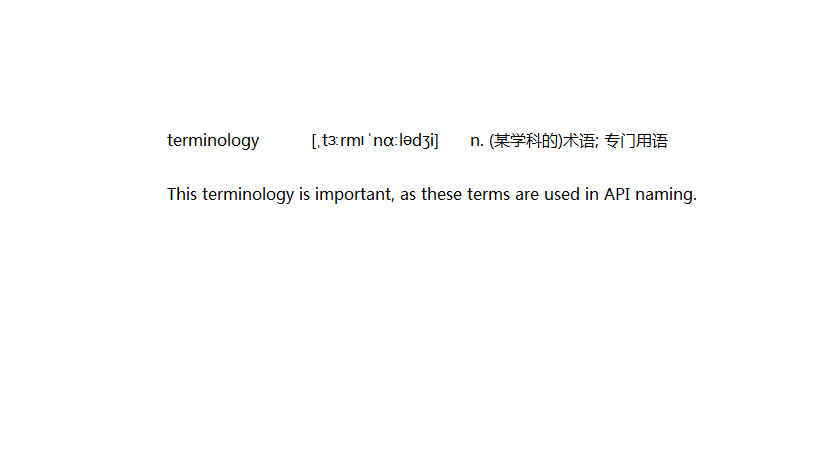 terminology [ˌtɜːrmɪˈnɑːlədʒi] n. (某学科的)术语; 专门用语
This terminology is important, as these terms are used in API naming.